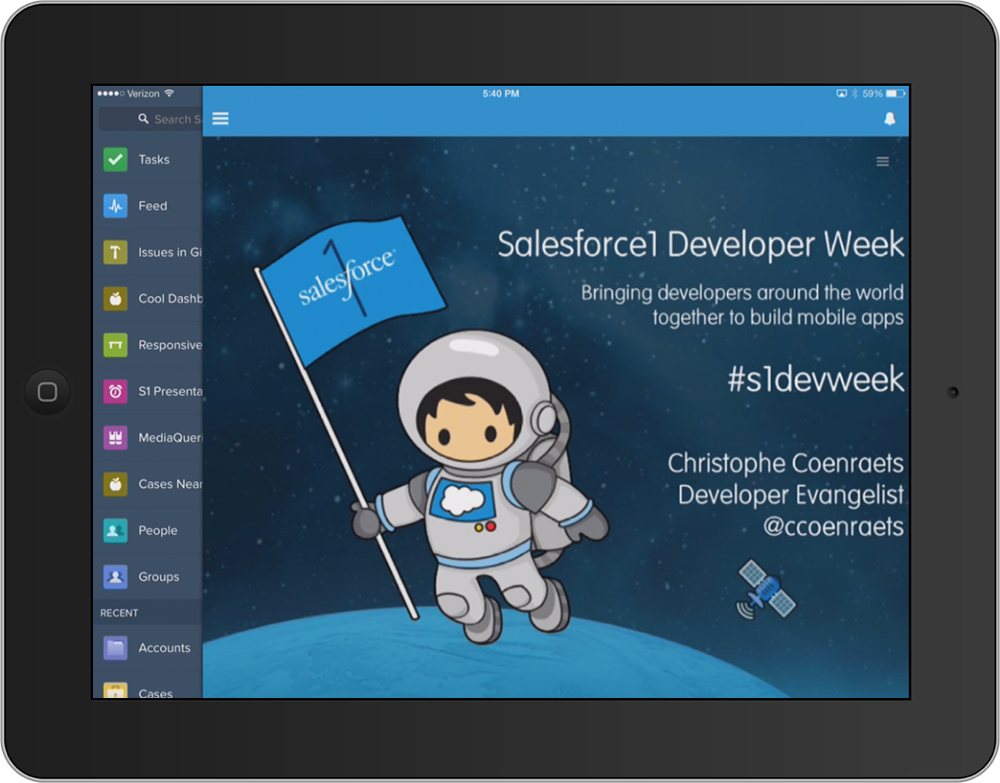 Verizon
5:40 PM
59%
Search S
Tasks
Feed
Issues in Gi
Cool Dashb
Responsive
S1 Presenta
MediaQueri
Cases Near
People
Groups
RECENT
Accounts
Cases
salesforce
1
Salesforce1 Developer Week
Bringing developers around the world
together to build mobile apps
#s1devweek
Christophe Coenraets
Developer Evangelist
@ccoenraets